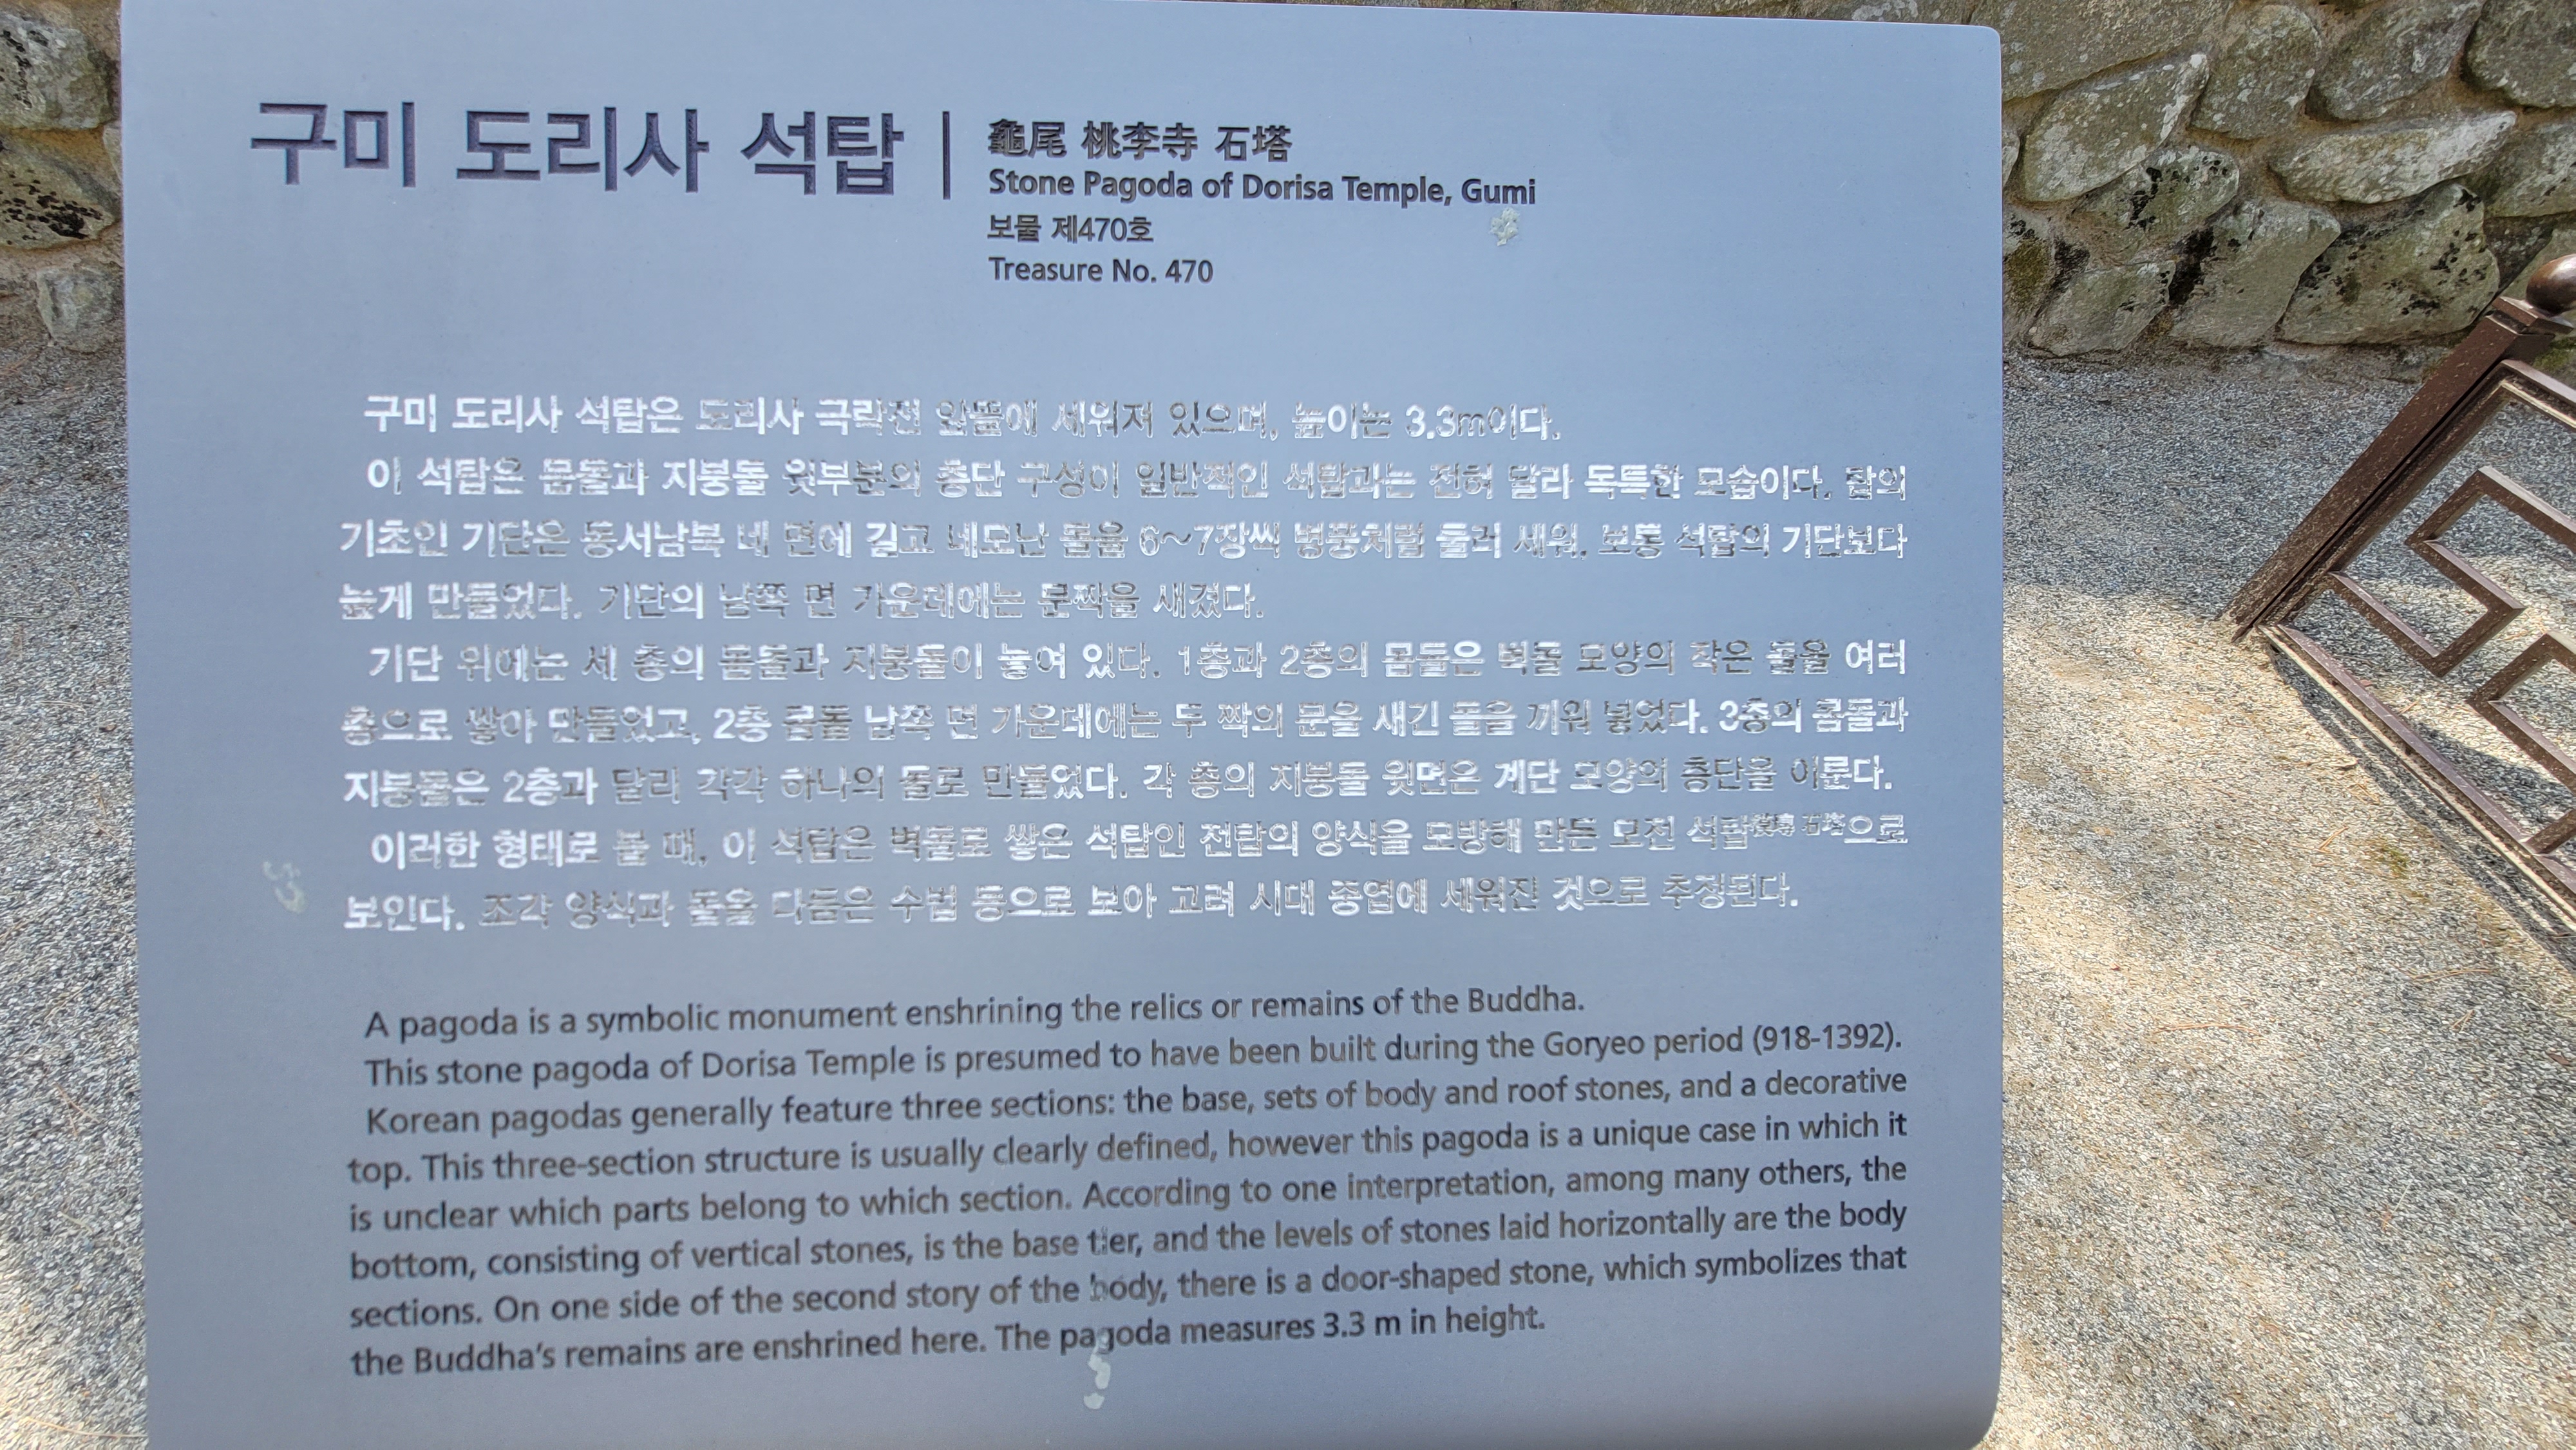 구미 도리사 석탑
龜尾 桃李寺 石塔
Stone Pagoda of Dorisa Temple, Gumi
보물 제470호
Treasure No. 470
구미 도리사 석탑은 도리사 극락전 앞뜰에 세워져 있으며, 높이는 3.3m이다.
이 석탑은 몸돌과 지붕돌 윗부분의 층단 구성이 일반적인 석탑과는 전혀 달라 독특한 모습이다. 탑의
기초인 기단은 동서남북 네 면에 길고 네모난 돌을 6～7장씩 병풍처럼 둘러 세워, 보통 석탑의 기단보다
높게 만들었다. 기단의 남쪽 면 가운데에는 문짝을 새겼다.
기단 위에는 세 층의 몸돌과 지붕돌이 놓여 있다. 1층과 2층의 몸돌은 벽돌 모양의 작은 돌을 여러
층으로 쌓아 만들었고, 2층 몸돌 남쪽 면 가운데에는 두 짝의 문을 새긴 돌을 끼워 넣었다. 3층의 몸돌과
지붕돌은 2층과 달리 각각 하나의 돌로 만들었다. 각 층의 지붕돌 윗면은 계단 모양의 층단을 이룬다.
이러한 형태로 볼 때, 이 석탑은 벽돌로 쌓은 석탑인 전탑의 양식을 모방해 만든 모전 석탑模塼 石塔으로
보인다. 조각 양식과 돌을 다듬은 수법 등으로 보아 고려 시대 중엽에 세워진 것으로 추정된다.
A pagoda is a symbolic monument enshrining the relics or remains of the Buddha.
This stone pagoda of Dorisa Temple is presumed to have been built during the Goryeo period (918-1392).
Korean pagodas generally feature three sections: the base, sets of body and roof stones, and a decorative
top. This three-section structure is usually clearly defined, however this pagoda is a unique case in which it
is unclear which parts belong to which section. According to one interpretation, among many others, the
bottom, consisting of vertical stones, is the base tier, and the levels of stones laid horizontally are the body
sections. On one side of the second story of the body, there is a door-shaped stone, which symbolizes that
the Buddha's remains are enshrined here. The pagoda measures 3.3 m in height.